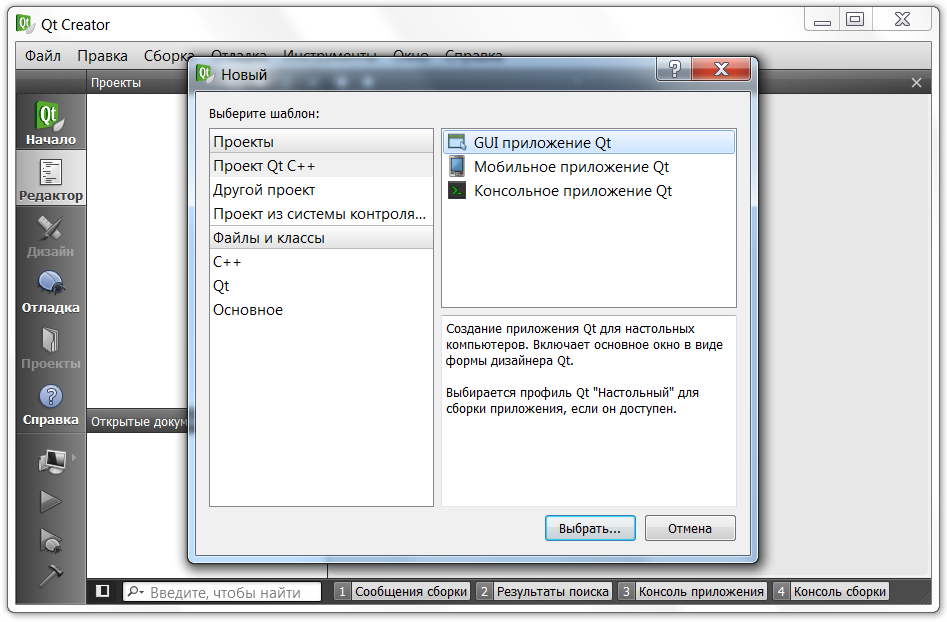 Qt Creator
Файл Правка Сборка Отладка Инструменты Окно Справка
Проекты
Начало
Редактор
Дизайн
Отладка
Проекты
Справка
Открытые докум
Новый
Выберите шаблон:
Проекты
Проект Qt C++
Другой проект
Проект из системы контроля...
Файлы и классы
C++
Qt
Основное
GUI приложение Qt
Мобильное приложение Qt
Консольное приложение Qt
Создание приложения Qt для настольных
компьютеров. Включает основное окно в виде
формы дизайнера Qt.
Выбирается профиль Qt "Настольный" для
сборки приложения, если он доступен.
Выбрать... Отмена
Введите, чтобы найти 1 Сообщения сборки 2 Результаты поиска 3 Консоль приложения 4 Консоль сборки